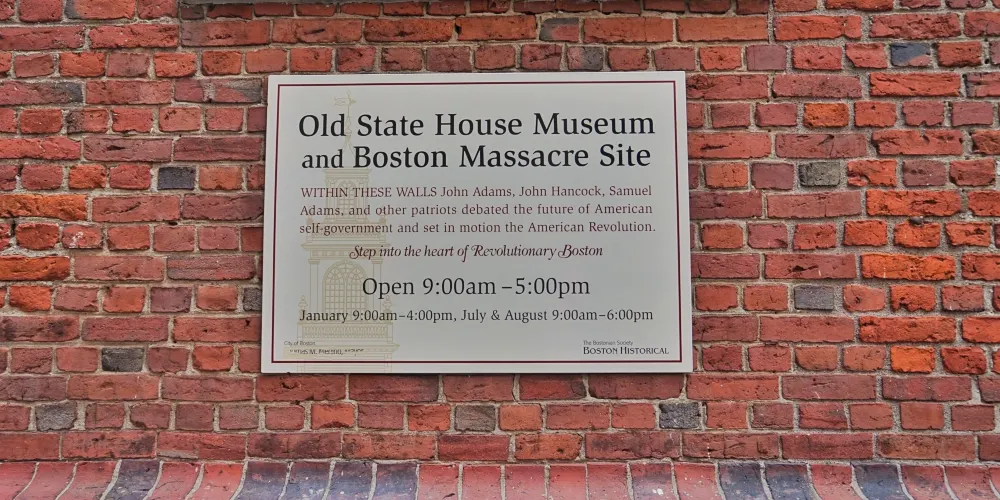 Old State House Museum
and Boston Massacre Site
WITHIN THESE WALLS John Adams, John Hancock, Samuel
Adams, and other patriots debated the future of American
self-government and set in motion the American Revolution.
Step into the heart of Revolutionary Boston
Open 9:00am – 5:00pm
January 9:00am–4:00pm, July & August 9:00am–6:00pm
City of Boston
The Bostonian Society
BOSTON HISTORICAL